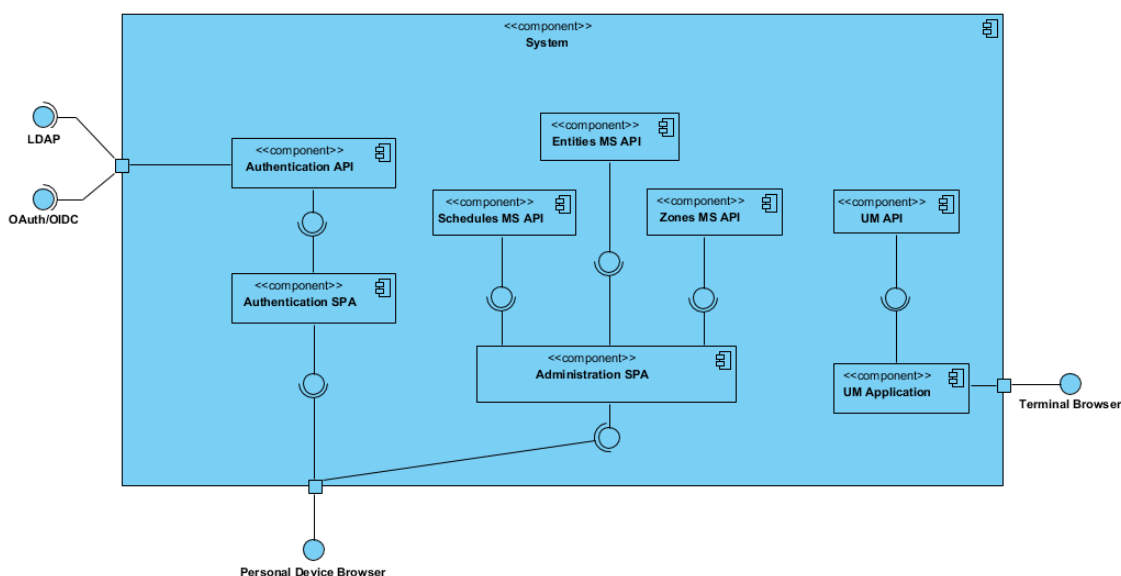 <<component>>
System
LDAP
OAuth/OIDC
<<component>>
Authentication API
<<component>>
Entities MS API
<<component>>
Schedules MS API
<<component>>
Zones MS API
<<component>>
UM API
<<component>>
Authentication SPA
<<component>>
Administration SPA
<<component>>
UM Application
Terminal Browser
Personal Device Browser